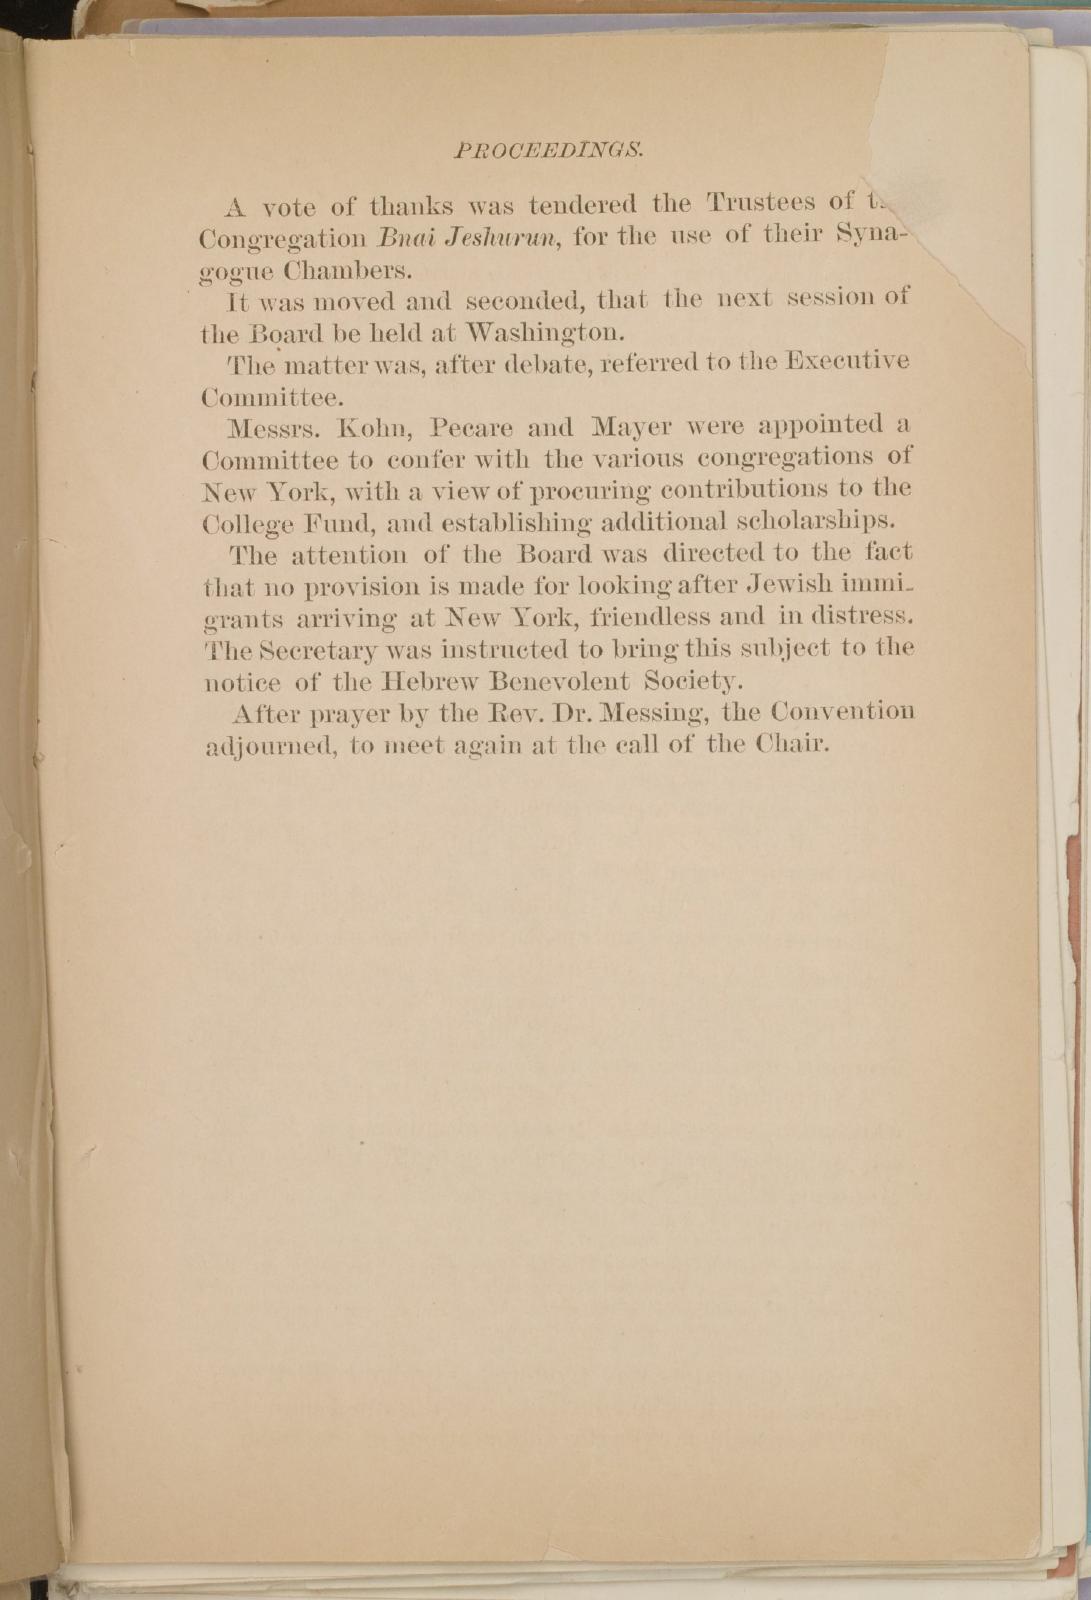 PROCEEDINGS.
A vote of thanks was tendered the Trustees of
Congregation Bnai Jeshurun, for the use of their Syna-
gogue Chambers.
It was moved and seconded, that the next session of
the Board be held at Washington.
The matter was, after debate, referred to the Executive
Committee.
Messrs. Kohn, Pecare and Mayer were appointed a
Committee to confer with the various congregations of
New York, with a view of procuring contributions to the
College Fund, and establishing additional scholarships.
The attention of the Board was directed to the fact
that no provision is made for looking after Jewish immi-
grants arriving at New York, friendless and in distress.
The Secretary was instructed to bring this subject to the
notice of the Hebrew Benevolent Society.
After prayer by the Rev. Dr. Messing, the Convention
adjourned, to meet again at the call of the Chair.